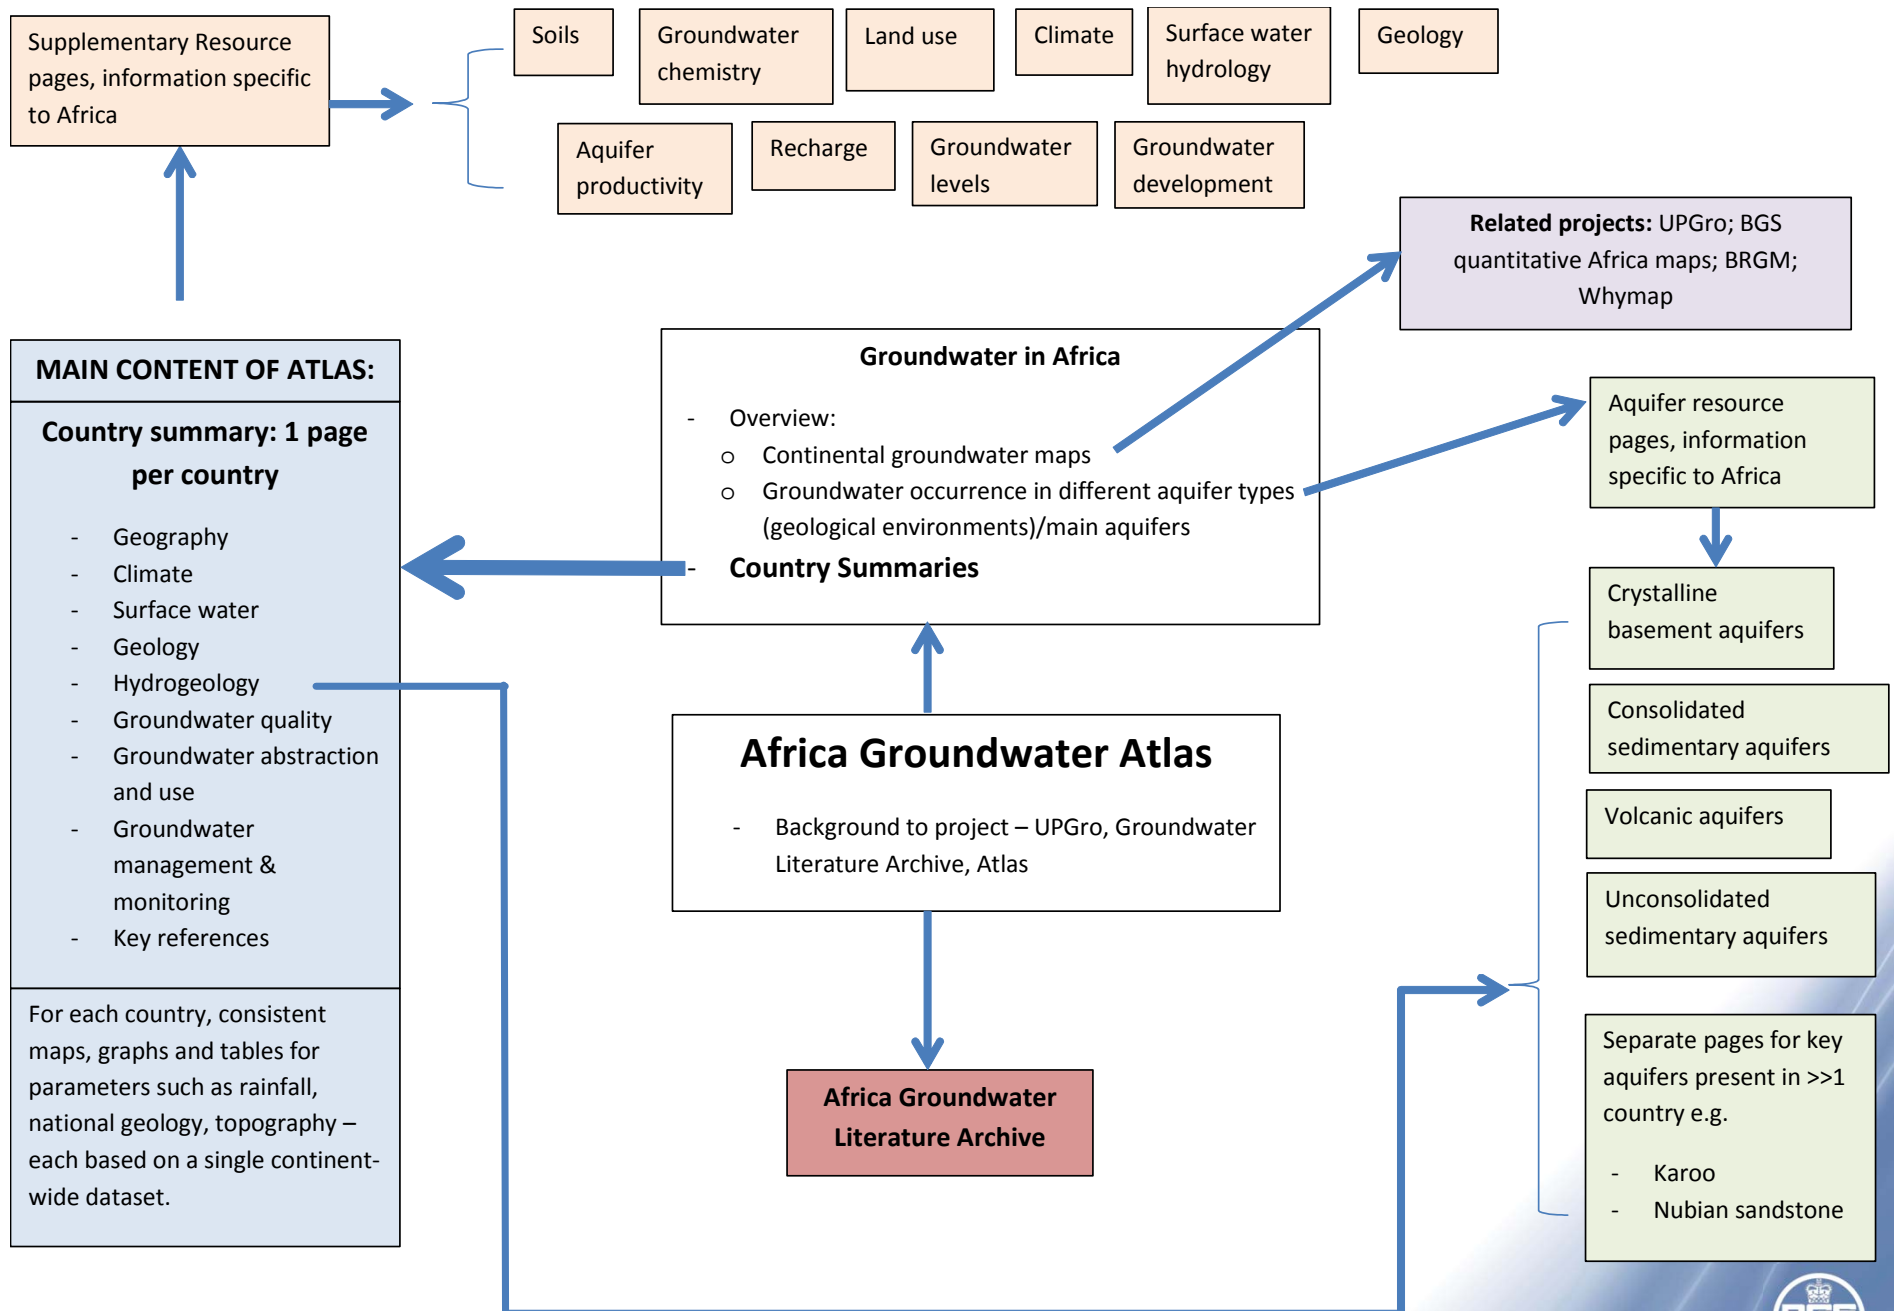 Supplementary Resource
pages, information specific
to Africa
Soils
Groundwater
chemistry
Land use
Climate
Surface water
hydrology
Geology
Aquifer
productivity
Recharge
Groundwater
levels
Groundwater
development
Related projects: UPGro; BGS
quantitative Africa maps; BRGM;
Whymap
MAIN CONTENT OF ATLAS:
Country summary: 1 page
per country
- Geography
- Climate
- Surface water
- Geology
- Hydrogeology
- Groundwater quality
- Groundwater abstraction
and use
- Groundwater
management &
monitoring
- Key references
For each country, consistent
maps, graphs and tables for
parameters such as rainfall,
national geology, topography –
each based on a single continent-
wide dataset.
Groundwater in Africa
- Overview:
o Continental groundwater maps
o Groundwater occurrence in different aquifer types
(geological environments)/main aquifers
- Country Summaries
Africa Groundwater Atlas
- Background to project – UPGro, Groundwater
Literature Archive, Atlas
Africa Groundwater
Literature Archive
Aquifer resource
pages, information
specific to Africa
Crystalline
basement aquifers
Consolidated
sedimentary aquifers
Volcanic aquifers
Unconsolidated
sedimentary aquifers
Separate pages for key
aquifers present in >>1
country e.g.
- Karoo
- Nubian sandstone